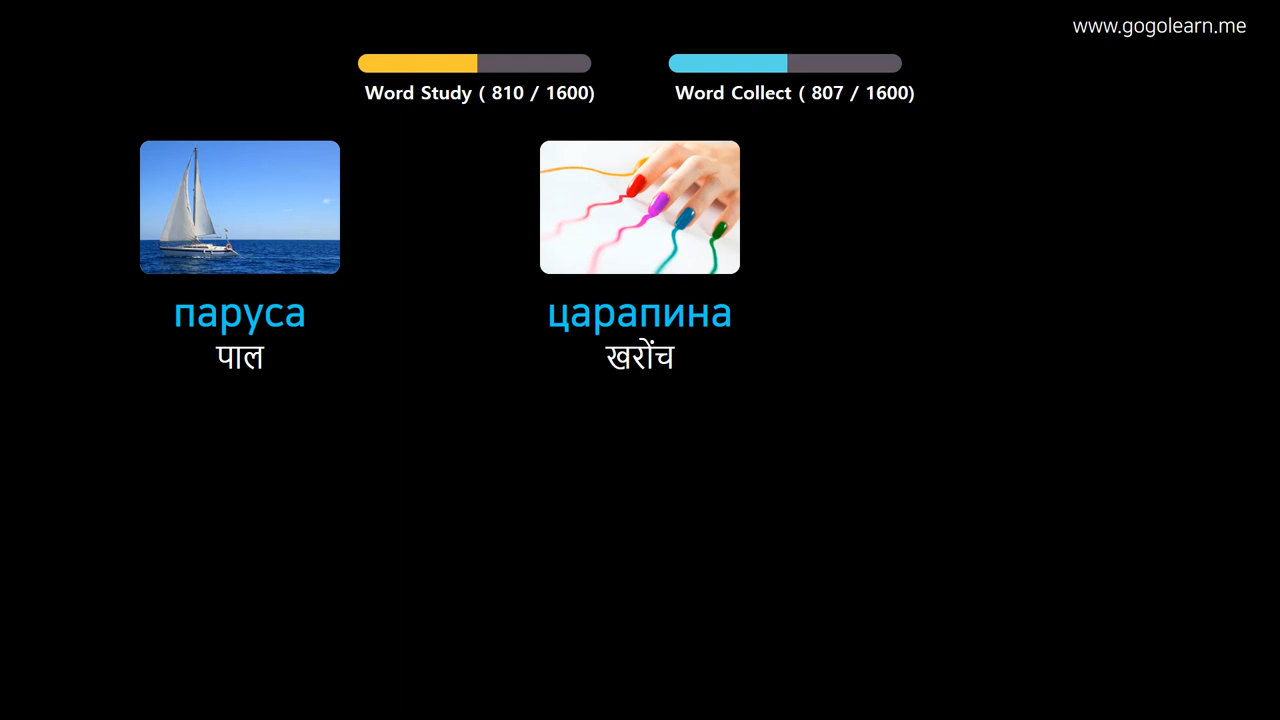 www.gogolearn.me
Word Study ( 810 / 1600)
Word Collect ( 807 / 1600)
паруса
पाल
царапина
खरोंच